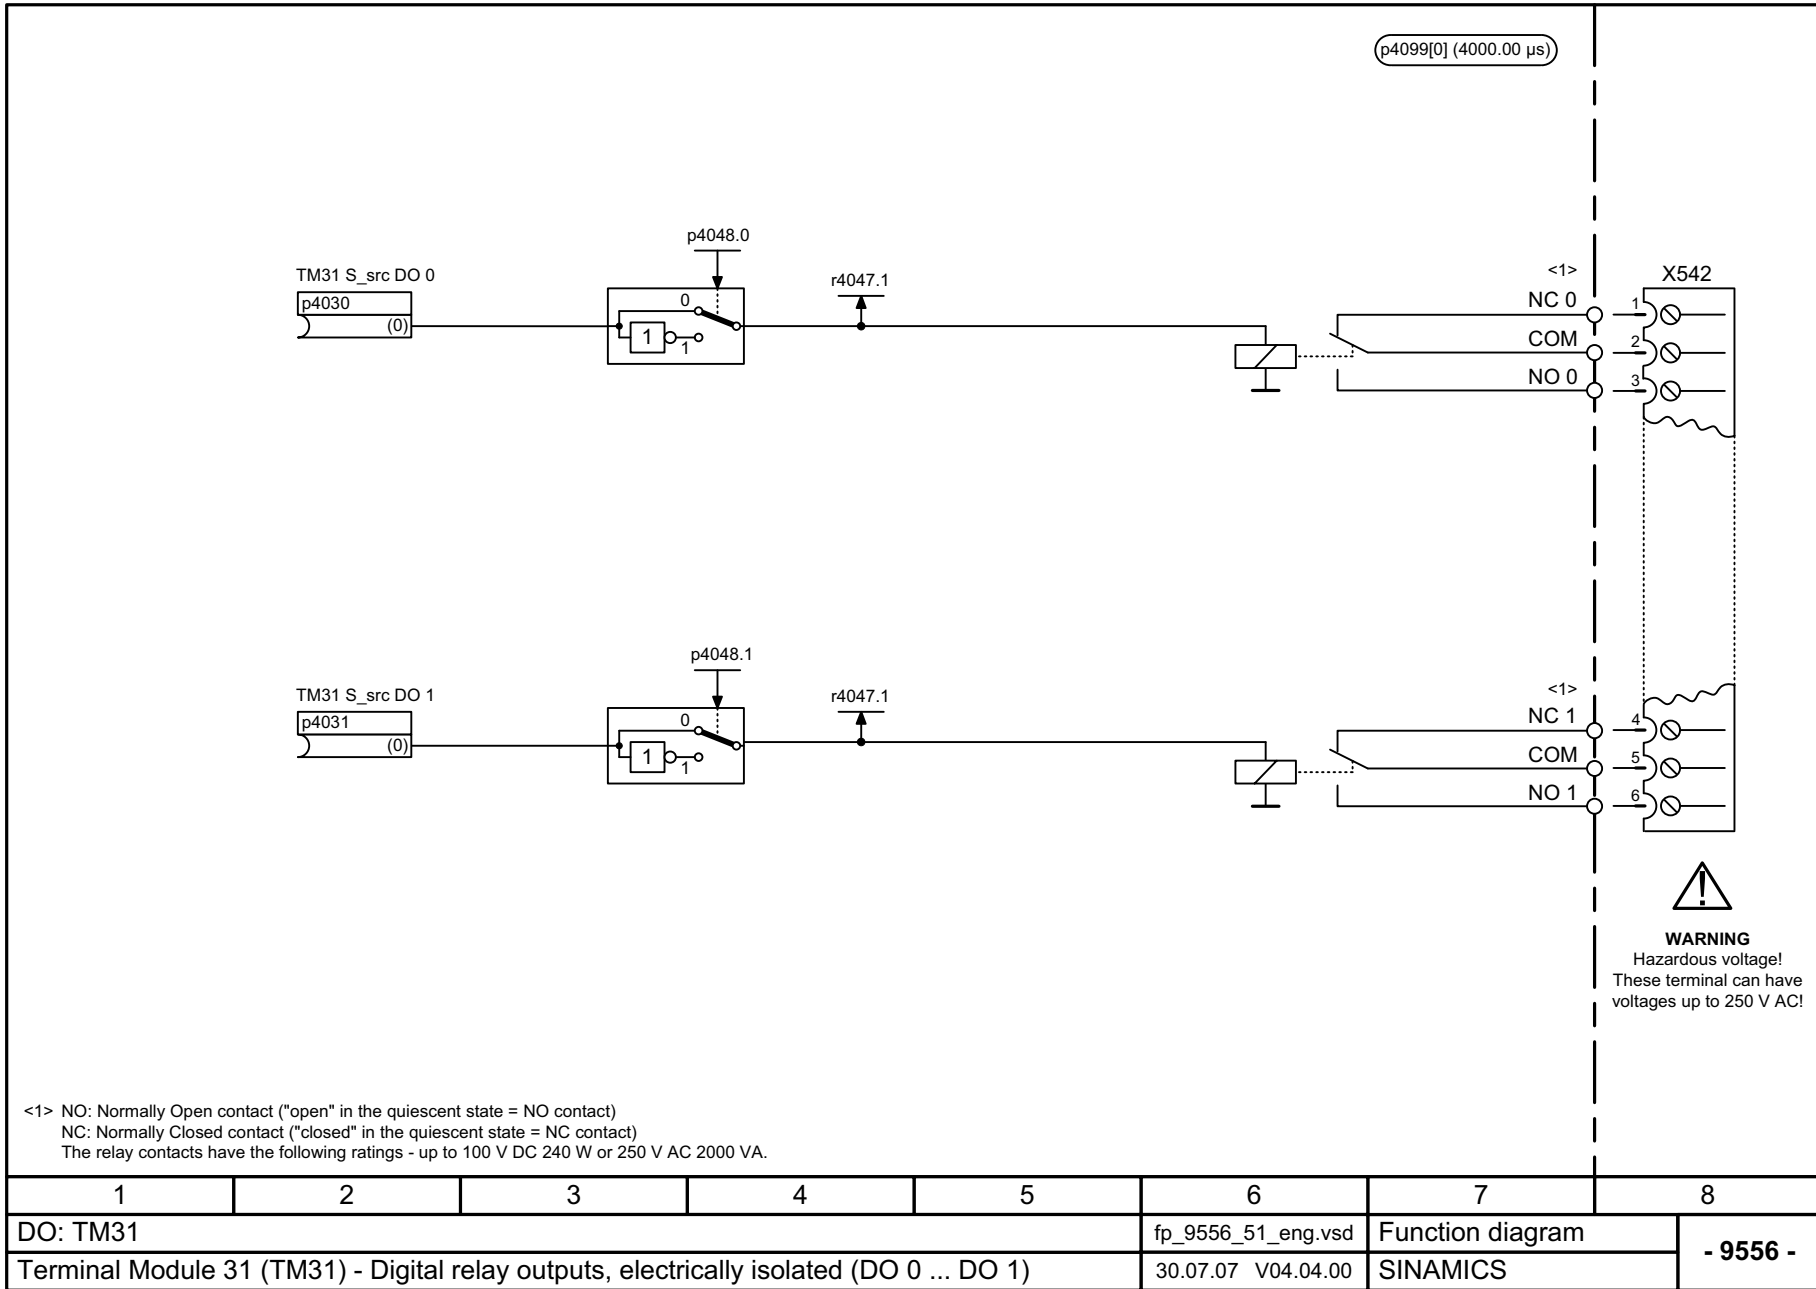 p4099[0] (4000.00 µs)
p4048.0
TM31 S_src DO 0
p4030
(0)
0
1
1
r4047.1
<1>
NC 0
COM
NO 0
X542
1
2
3
p4048.1
TM31 S_src DO 1
p4031
(0)
0
1
1
r4047.1
<1>
NC 1
COM
NO 1
4
5
6
WARNING
Hazardous voltage!
These terminal can have
voltages up to 250 V AC!
<1> NO: Normally Open contact ("open" in the quiescent state = NO contact)
NC: Normally Closed contact ("closed" in the quiescent state = NC contact)
The relay contacts have the following ratings - up to 100 V DC 240 W or 250 V AC 2000 VA.
1 2 3 4 5 6 7 8
DO: TM31
fp_9556_51_eng.vsd
Function diagram
- 9556 -
Terminal Module 31 (TM31) - Digital relay outputs, electrically isolated (DO 0 ... DO 1)
30.07.07 V04.04.00
SINAMICS